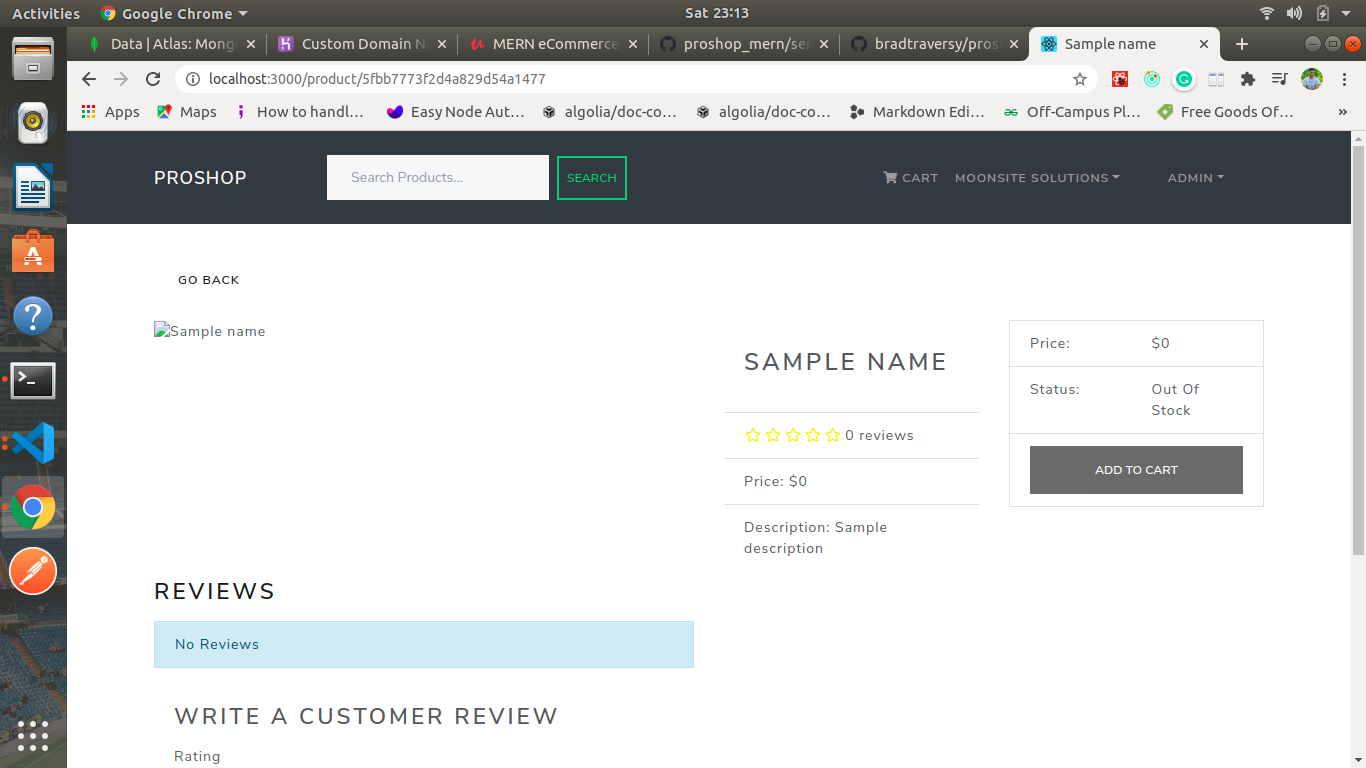 Activities Google Chrome Sat 23:13
Data | Atlas: Mong Custom Domain Na MERN eCommerce proshop_mern/ser bradtraversy/pros Sample name
localhost:3000/product/5fbb7773f2d4a829d54a1477
Apps Maps How to handl… Easy Node Aut… algolia/doc-co… algolia/doc-co… Markdown Edi… Off-Campus Pl… Free Goods Of… »
PROSHOP Search Products... SEARCH CART MOONSITE SOLUTIONS ADMIN
GO BACK
Sample name
SAMPLE NAME
0 reviews
Price: $0
Description: Sample
description
Price: $0
Status: Out Of
Stock
ADD TO CART
REVIEWS
No Reviews
WRITE A CUSTOMER REVIEW
Rating